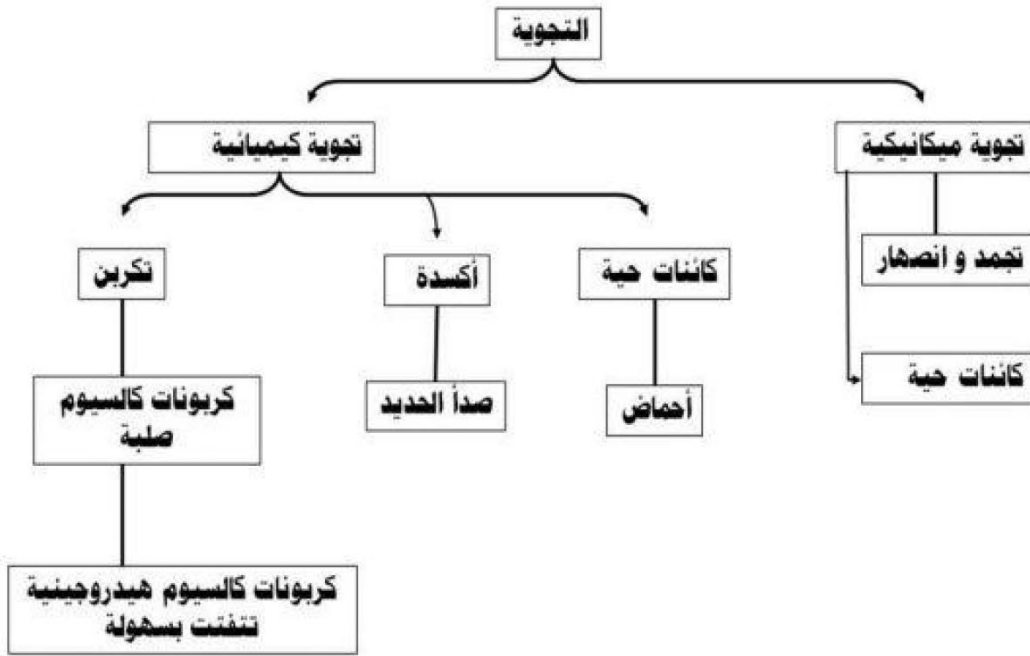 التجوية
تجوية ميكانيكية
تجوية كيميائية
تجمد و انصهار
كائنات حية
أكسدة
تكربن
كائنات حية
أحماض
صدأ الحديد
كربونات كالسيوم
صلبة
كربونات كالسيوم هيدروجينية
تتفتت بسهولة